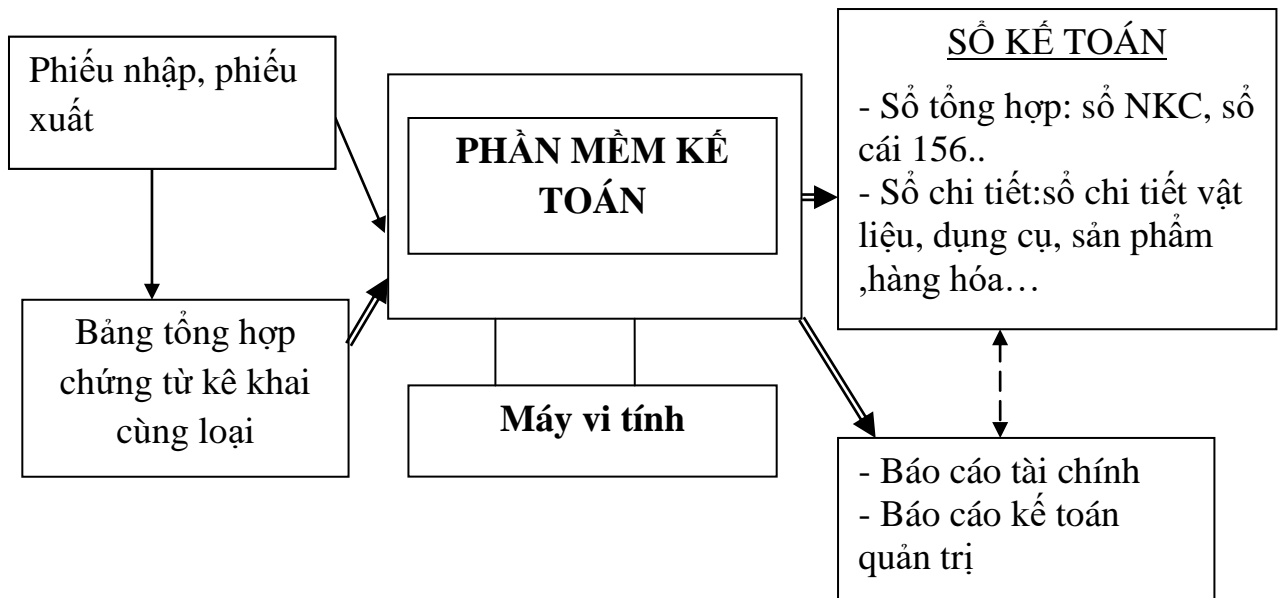 Phiếu nhập, phiếu
xuất
Bảng tổng hợp
chứng từ kê khai
cùng loại
PHẦN MỀM KẾ
TOÁN
Máy vi tính
SỔ KẾ TOÁN
- Sổ tổng hợp: sổ NKC, sổ
cái 156..
- Sổ chi tiết:sổ chi tiết vật
liệu, dụng cụ, sản phẩm
,hàng hóa…
- Báo cáo tài chính
- Báo cáo kế toán
quản trị